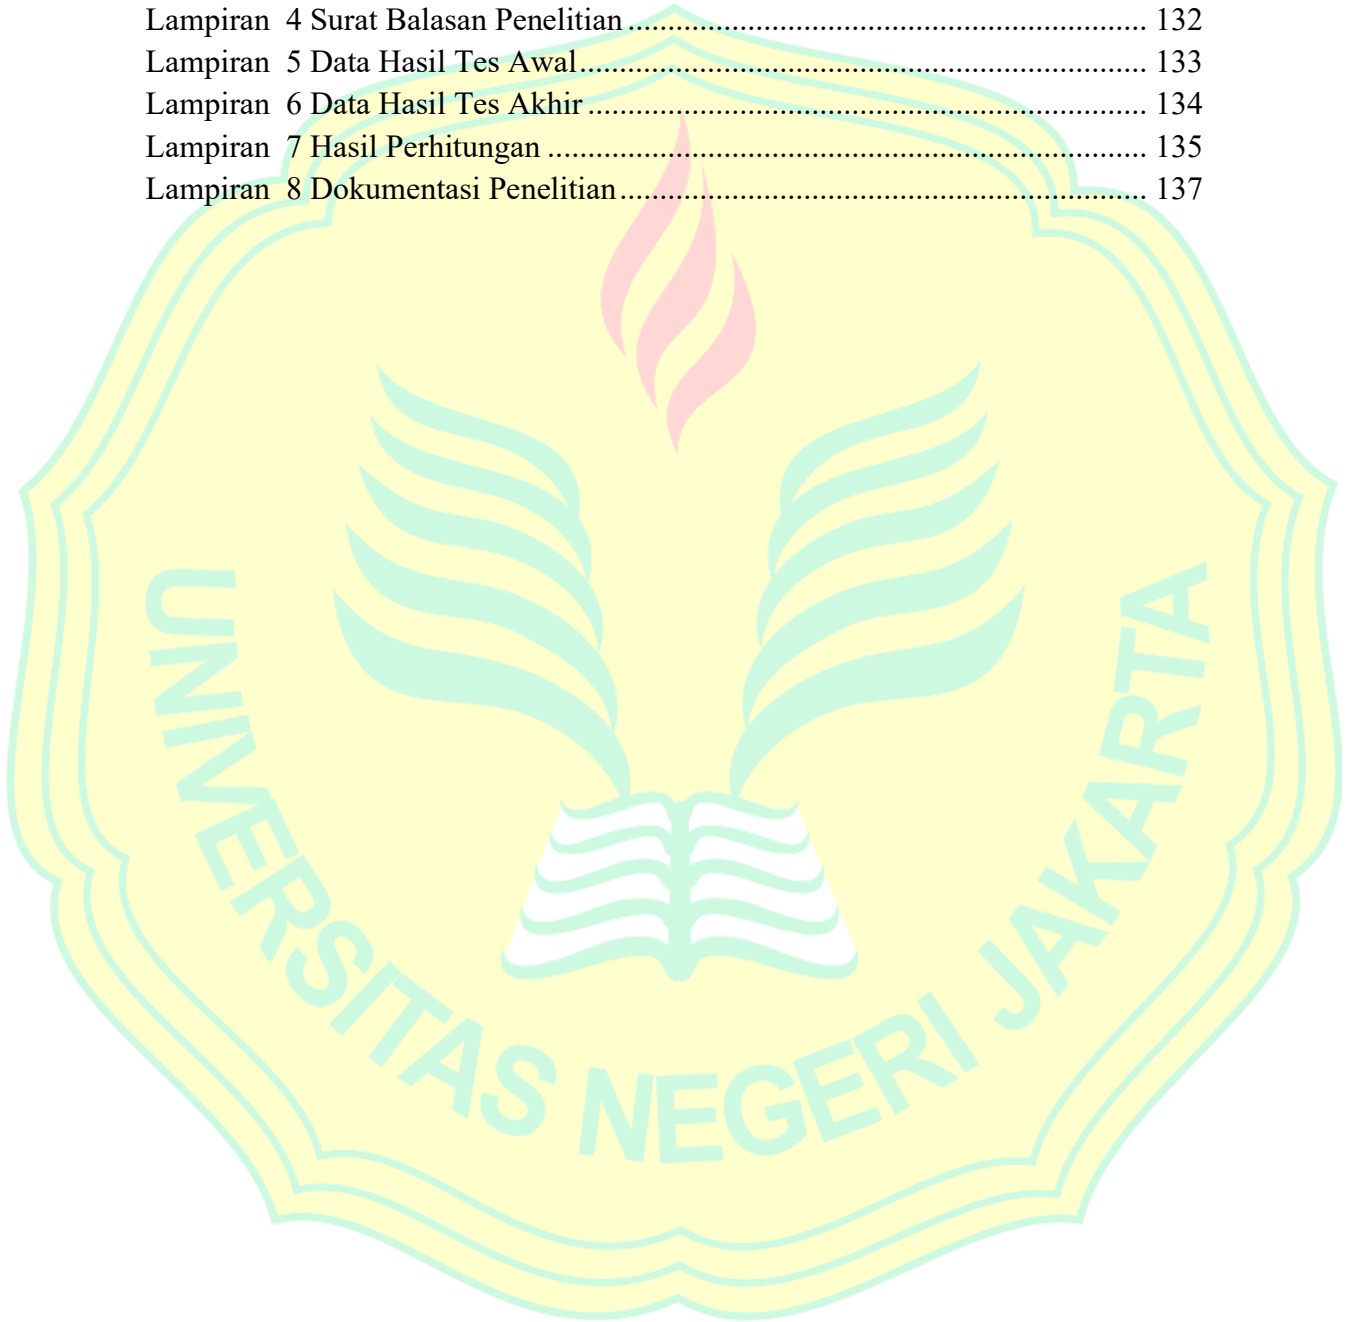 Lampiran  4 Surat Balasan Penelitian ................................................................. 132
Lampiran  5 Data Hasil Tes Awal....................................................................... 133
Lampiran  6 Data Hasil Tes Akhir ...................................................................... 134
Lampiran  7 Hasil Perhitungan ........................................................................... 135
Lampiran  8 Dokumentasi Penelitian.................................................................. 137
UNIVERSITAS NEGERI JAKARTA